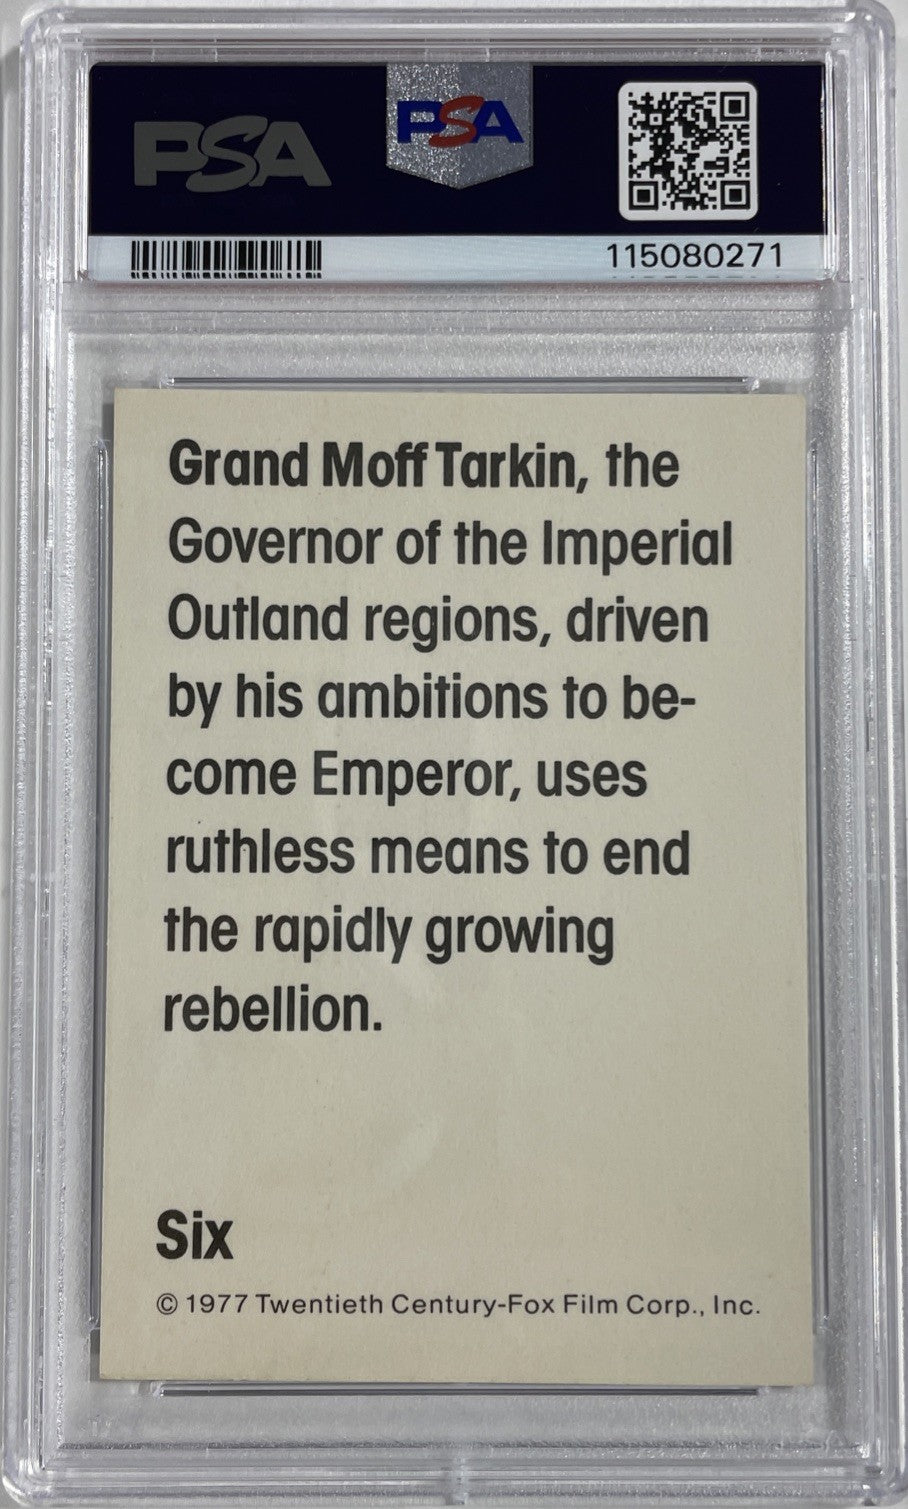 PSA
PSA
115080271
Grand Moff Tarkin, the
Governor of the Imperial
Outland regions, driven
by his ambitions to be-
come Emperor, uses
ruthless means to end
the rapidly growing
rebellion.
Six
© 1977 Twentieth Century-Fox Film Corp., Inc.